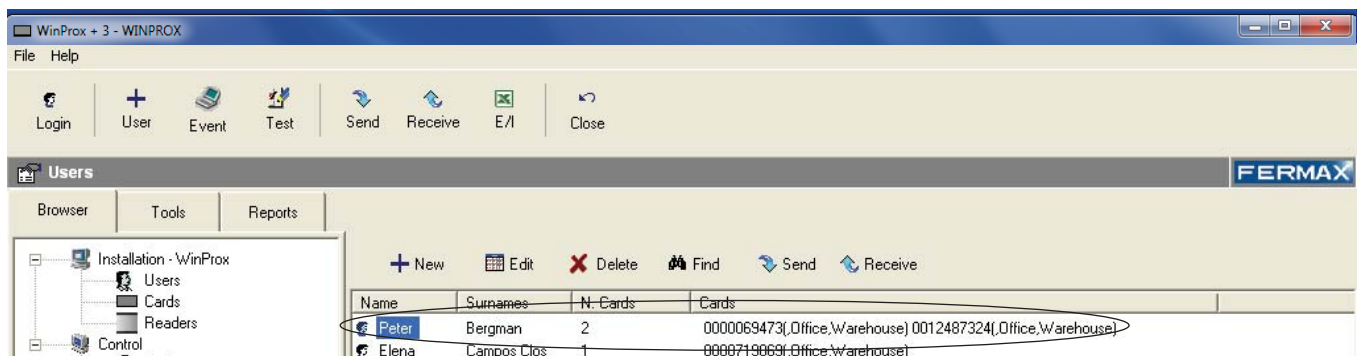 WinProx + 3 - WINPROX
File Help
Login User Event Test Send Receive E/I Close
Users FERMAX
Browser Tools Reports
Installation - WinProx
Users
Cards
Readers
Control
New Edit Delete Find Send Receive
Name Surnames N. Cards Cards
Peter Bergman 2 0000069473(,Office,Warehouse) 0012487324(,Office,Warehouse)
Elena Campos Clos 1 0000719069(,Office,Warehouse)